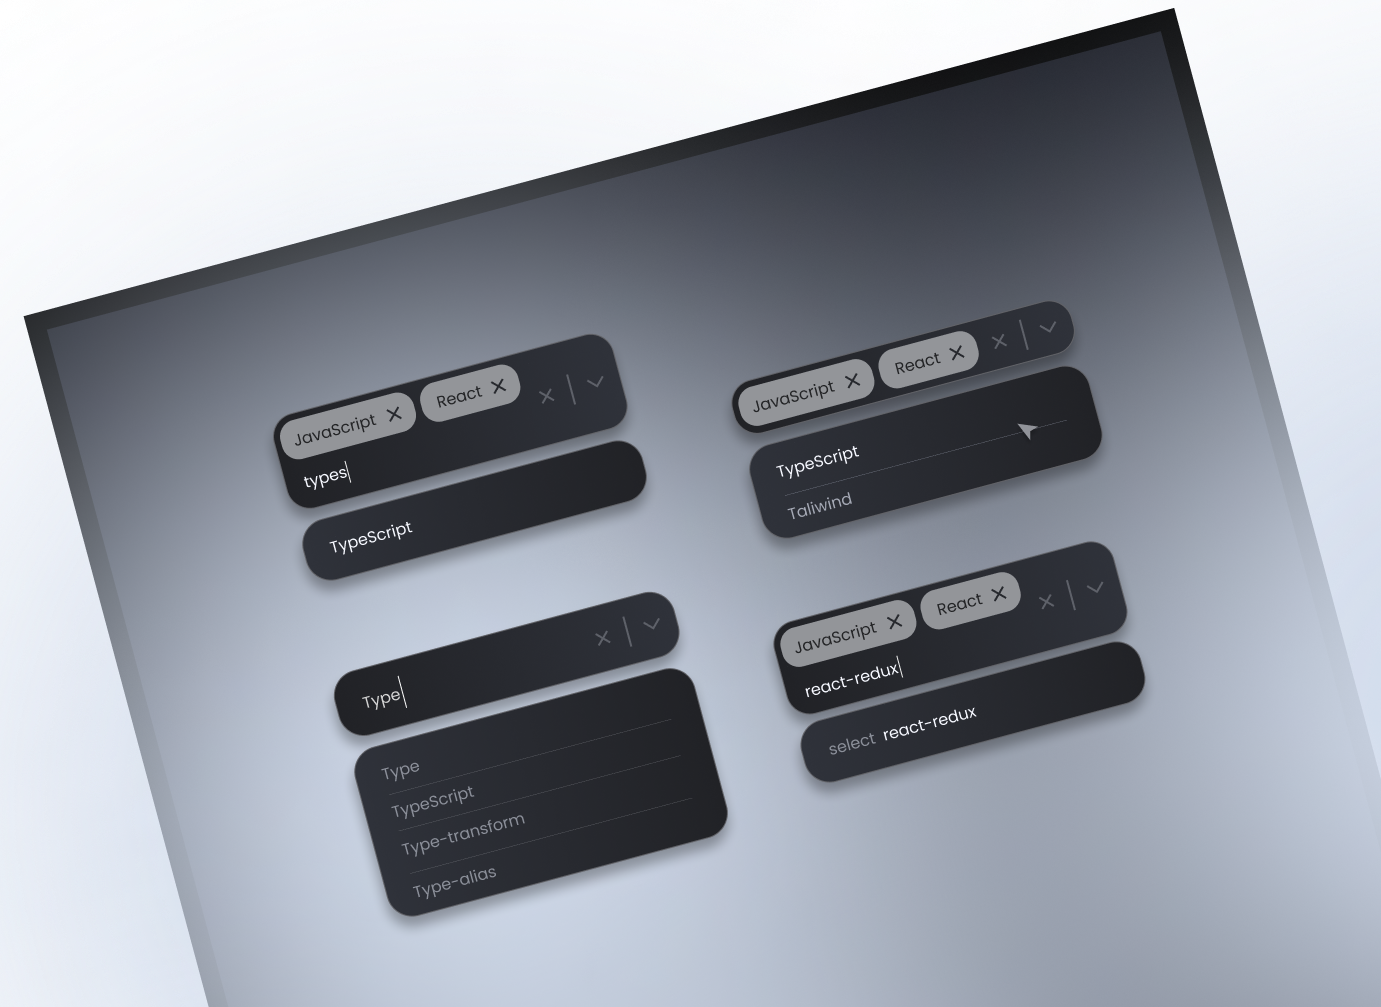 JavaScript React
types
TypeScript
JavaScript React
TypeScript
Taliwind
Type
Type
TypeScript
Type-transform
Type-alias
JavaScript React
react-redux
select react-redux